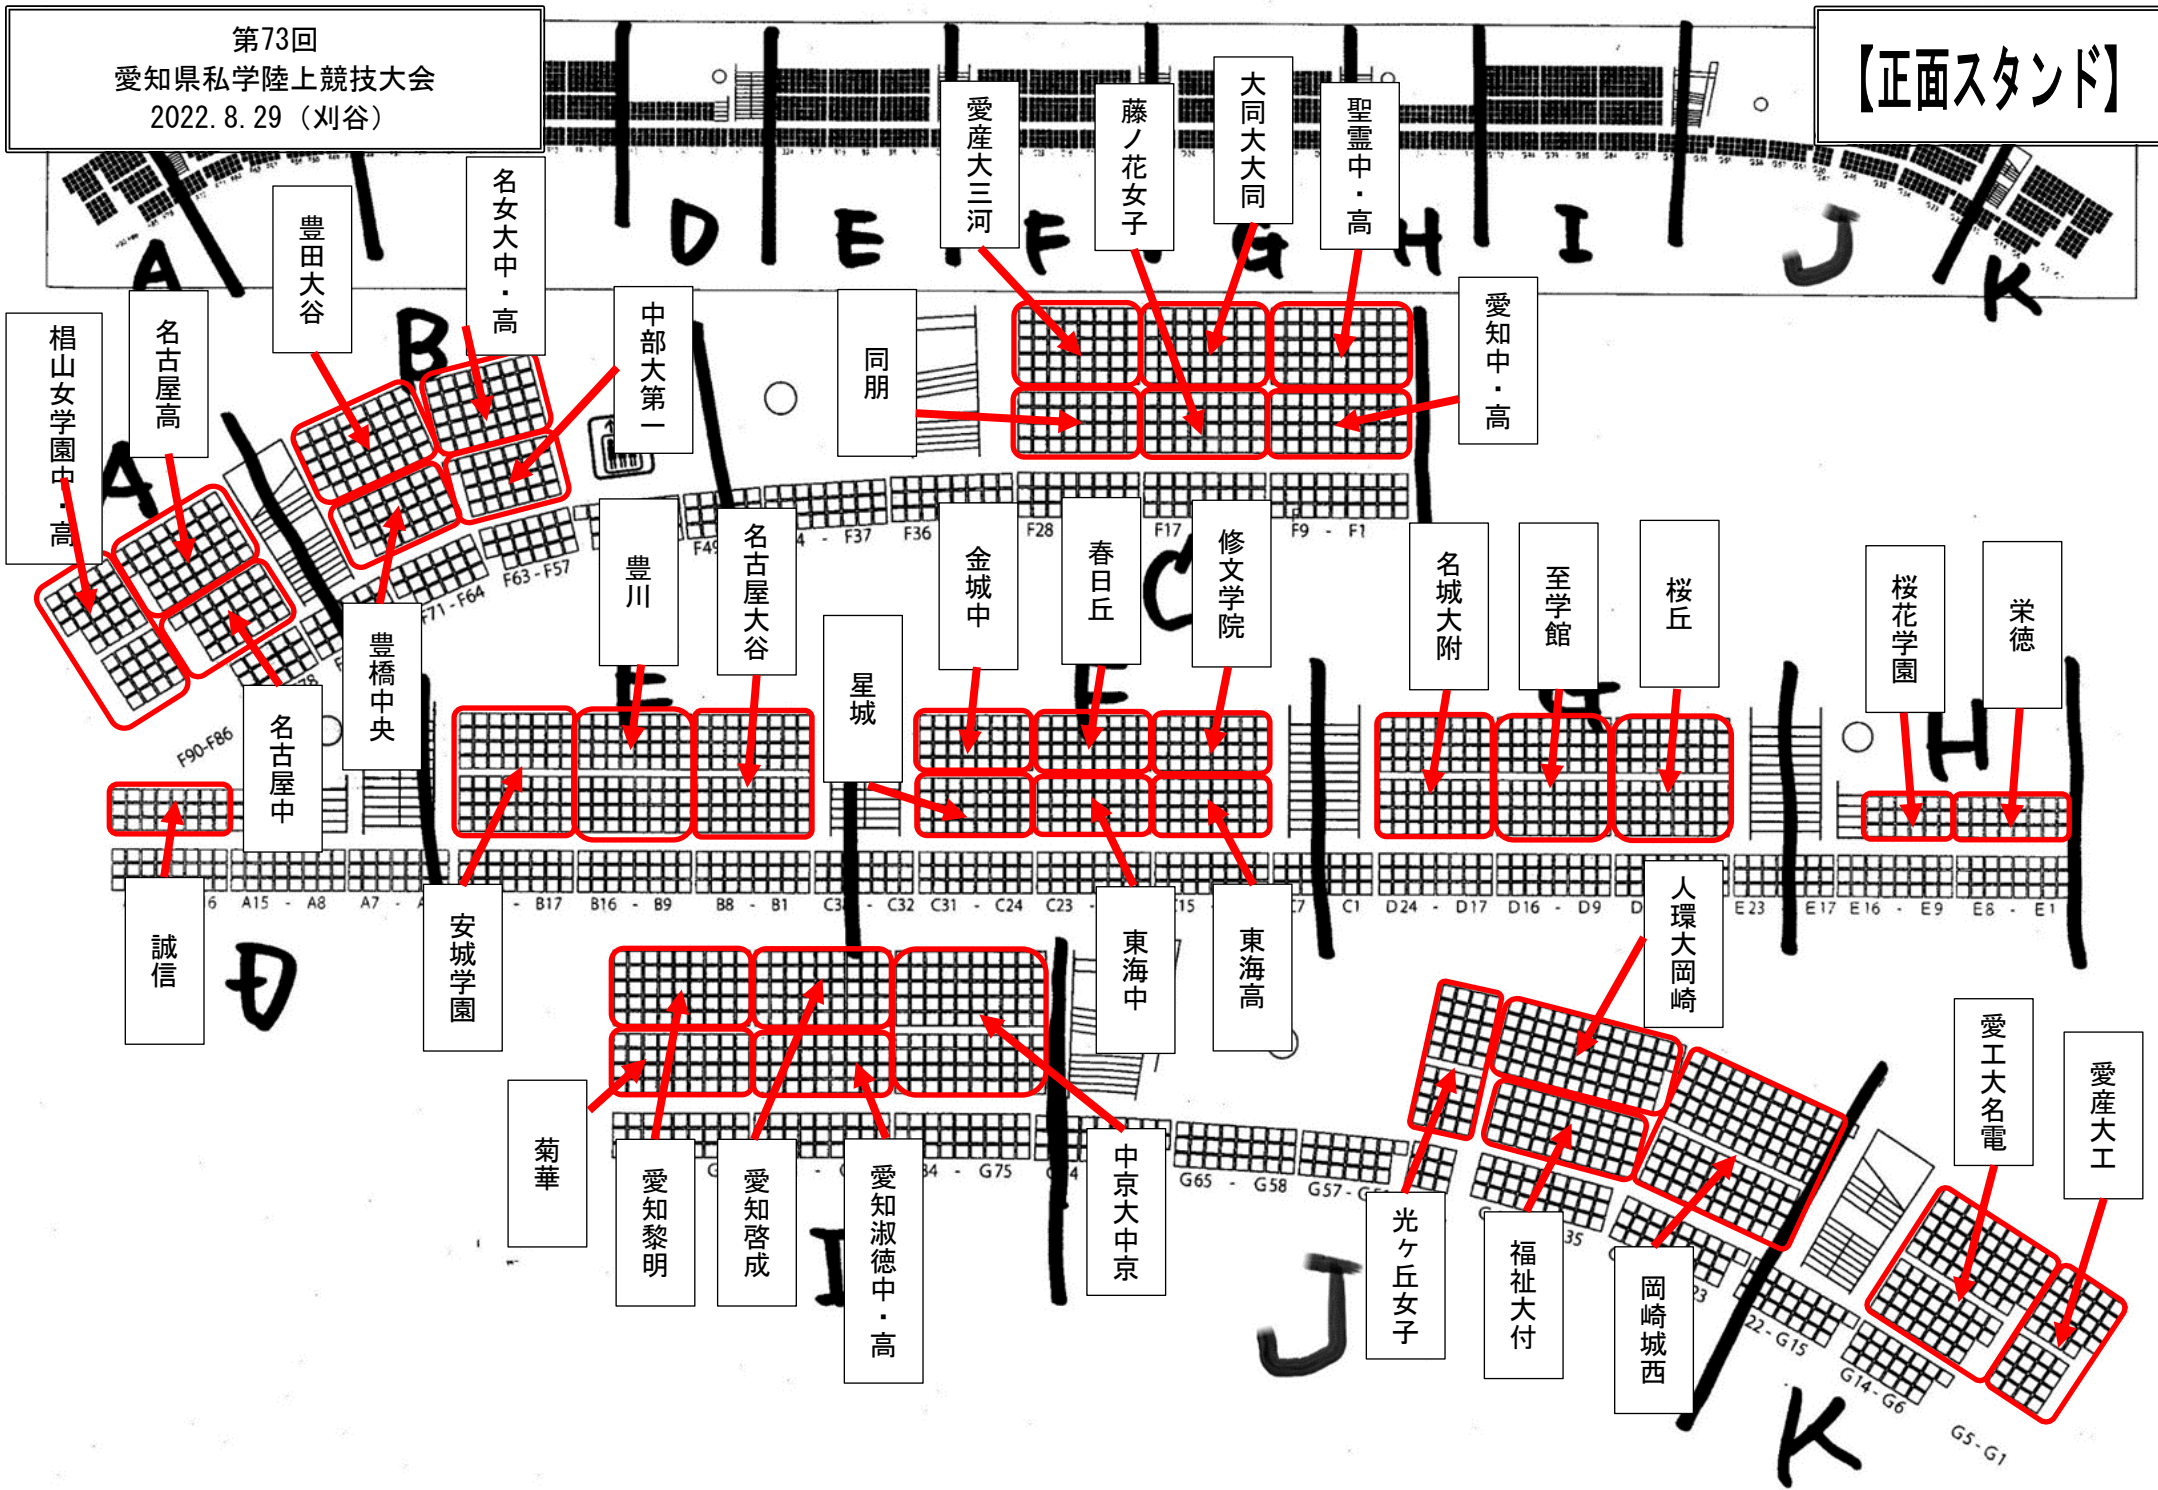 第73回
愛知県私学陸上競技大会
2022.8.29（刈谷）
【正面スタンド】
A
D
E
F
G
H
I
J
K
愛産大三河
藤ノ花女子
大同大大同
聖霊中・高
名女大中・高
豊田大谷
名古屋高
椙山女学園中・高
中部大第一
同朋
愛知中・高
A
B
C
F63-F57
F71-F64
F37
F36
F28
F17
F9 - F1
F90-F86
豊橋中央
名古屋中
豊川
名古屋大谷
星城
金城中
春日丘
修文学院
名城大附
至学館
桜丘
桜花学園
栄徳
H
A15 - A8
A7
B17
B16 - B9
B8 - B1
C32
C31 - C24
C23
C1
D24 - D17
D16 - D9
E23 - E17
E16 - E9
E8 - E1
誠信
安城学園
東海中
東海高
人環大岡崎
D
菊華
愛知黎明
愛知啓成
愛知淑徳中・高
中京大中京
光ヶ丘女子
福祉大付
岡崎城西
愛工大名電
愛産大工
G75
G65 - G58
G57
G15
G14-G6
G5-G1
I
J
K